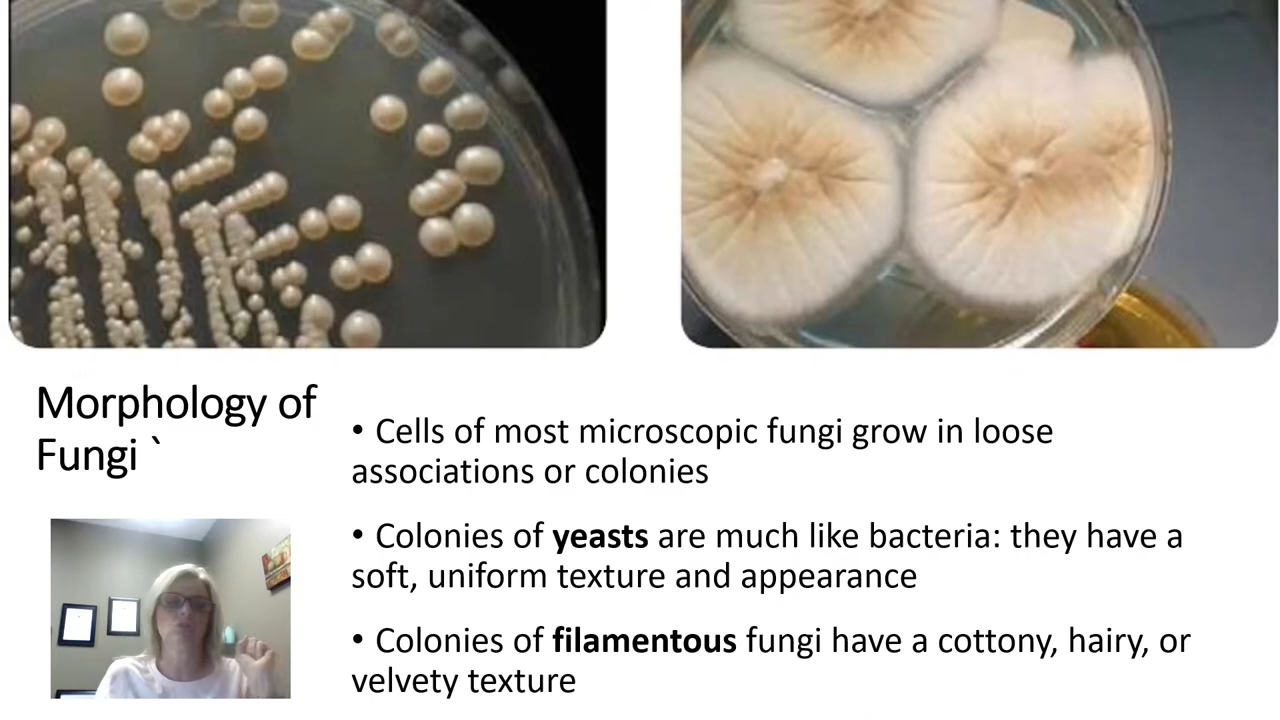 Morphology of
Fungi `
• Cells of most microscopic fungi grow in loose
associations or colonies
• Colonies of yeasts are much like bacteria: they have a
soft, uniform texture and appearance
• Colonies of filamentous fungi have a cottony, hairy, or
velvety texture